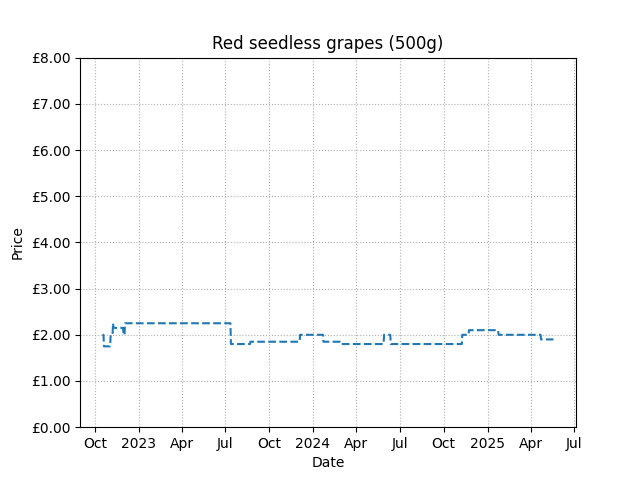 Red seedless grapes (500g)
£8.00
£7.00
£6.00
£5.00
£4.00
£3.00
£2.00
£1.00
£0.00
Price
Oct 2023 Apr Jul Oct 2024 Apr Jul Oct 2025 Apr Jul
Date